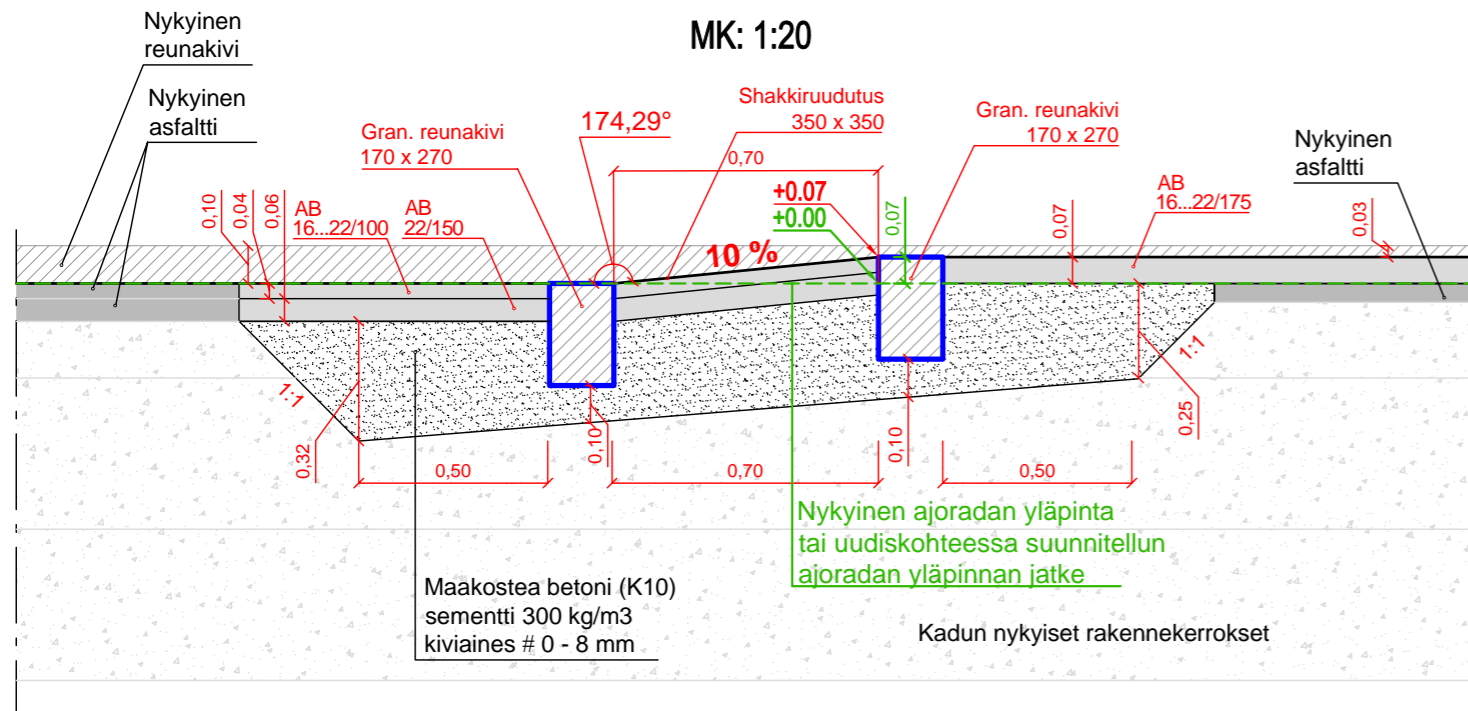 MK: 1:20
Nykyinen
reunakivi
Nykyinen
asfaltti
Gran. reunakivi
170 x 270
174,29°
Shakkiruudutus
350 x 350
Gran. reunakivi
170 x 270
Nykyinen
asfaltti
0,70
0,10
0,04
0,06
AB
16...22/100
AB
22/150
+0.07
+0.00
0,07
0,07
AB
16...22/175
0,03
10 %
1:1
1:1
0,32
0,10
0,10
0,25
0,50
0,70
0,50
Nykyinen ajoradan yläpinta
tai uudiskohteessa suunnitellun
ajoradan yläpinnan jatke
Maakostea betoni (K10)
sementti 300 kg/m3
kiviaines # 0 - 8 mm
Kadun nykyiset rakennekerrokset